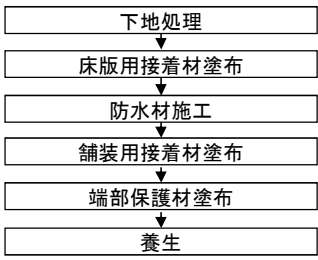 下地処理
床版用接着材塗布
防水材施工
舗装用接着材塗布
端部保護材塗布
養生